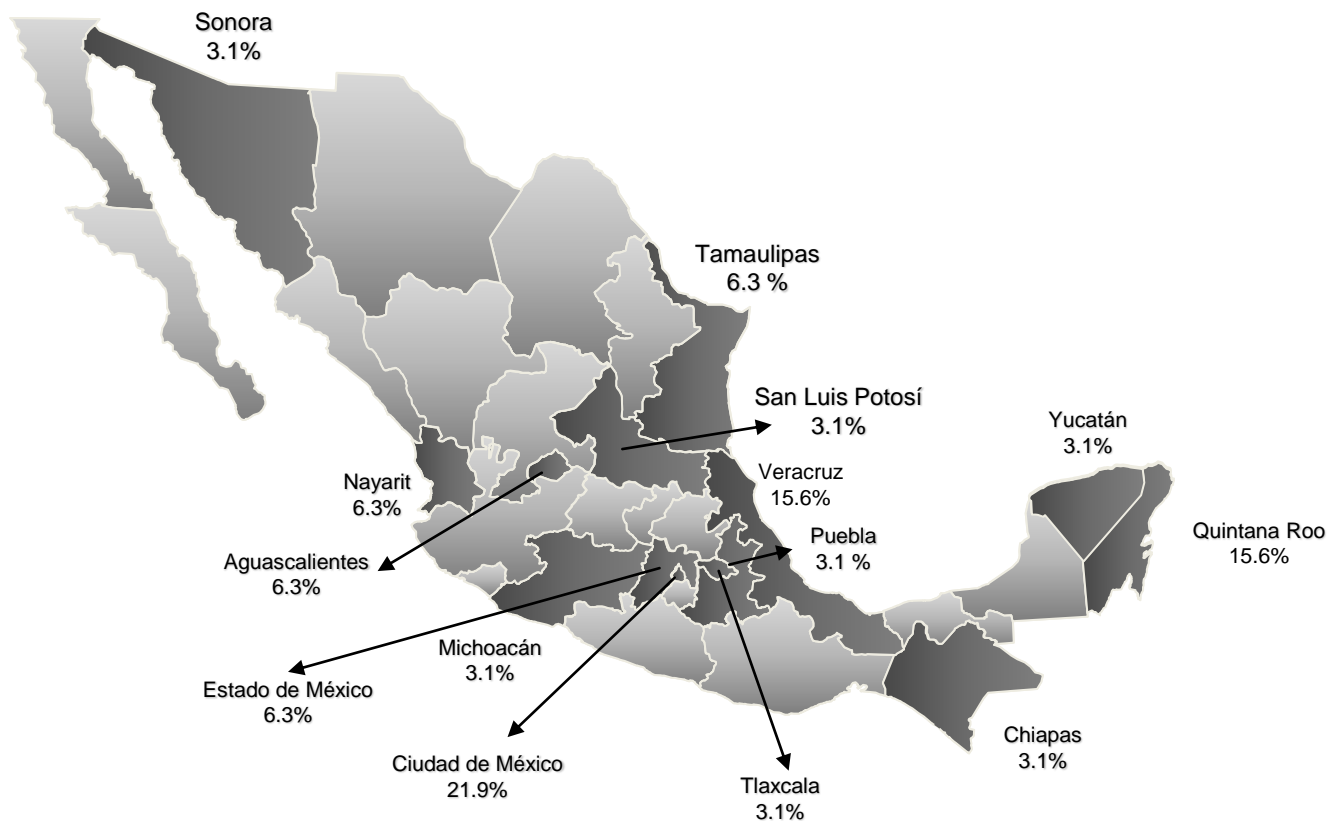 Sonora
3.1%
Tamaulipas
6.3 %
San Luis Potosí
3.1%
Yucatán
3.1%
Nayarit
6.3%
Veracruz
15.6%
Quintana Roo
15.6%
Puebla
3.1 %
Aguascalientes
6.3%
Michoacán
3.1%
Estado de México
6.3%
Chiapas
3.1%
Ciudad de México
21.9%
Tlaxcala
3.1%